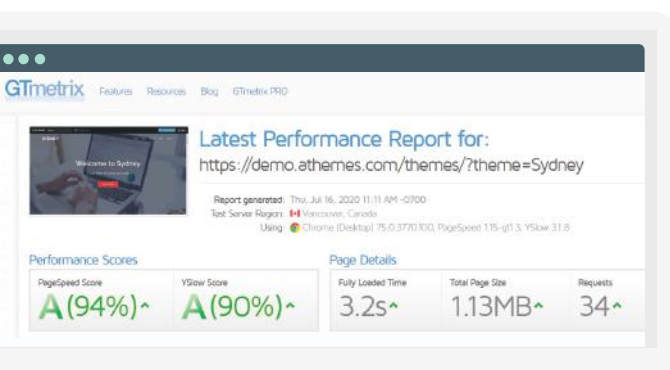 GTmetrix Features Resources Blog GTmetrix PRO
Welcome to Sydney
Latest Performance Report for:
https://demo.athemes.com/themes/?theme=Sydney
Report generated: Thu, Jul 16, 2020 11:11 AM -0700
Test Server Region: Vancouver, Canada
Using: Chrome (Desktop) 75.0.3770.100, PageSpeed 1.15-gt1.3, YSlow 3.1.8
Performance Scores
Page Details
PageSpeed Score YSlow Score Fully Loaded Time Total Page Size Requests
A (94%) A (90%) 3.2s 1.13MB 34